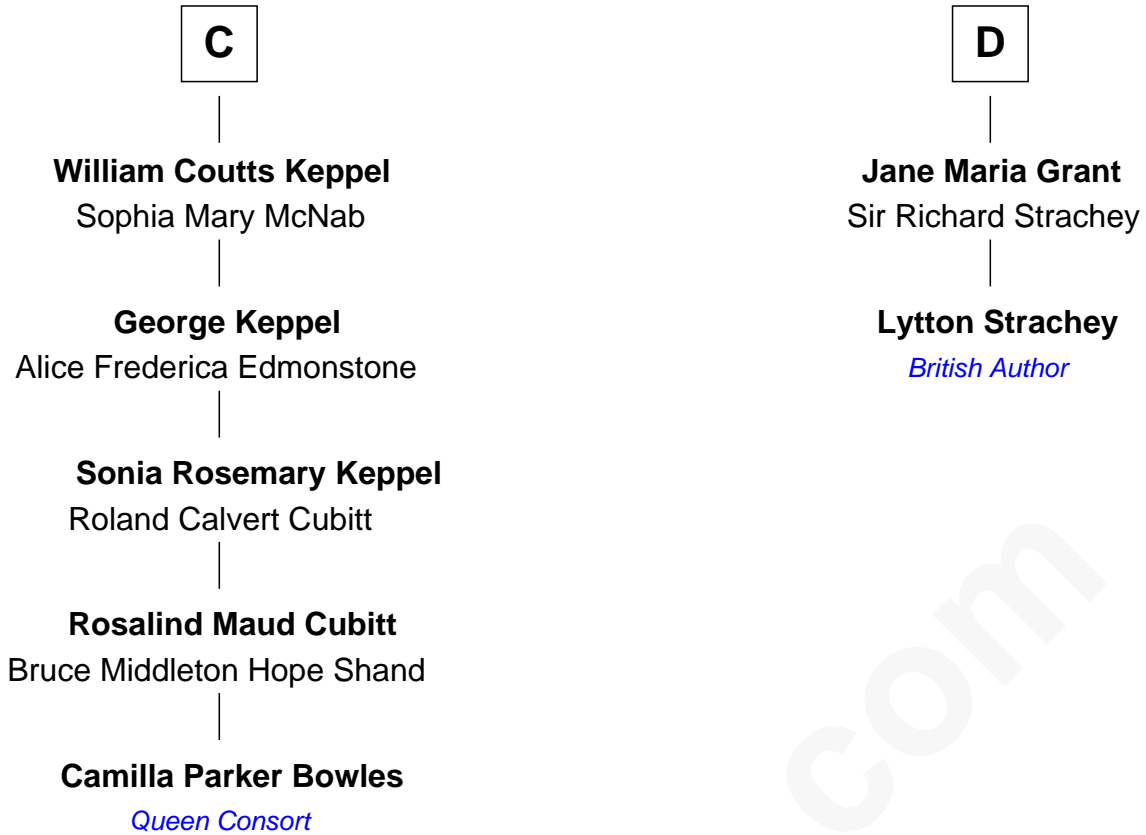 C
William Coutts Keppel
Sophia Mary McNab
George Keppel
Alice Frederica Edmonstone
Sonia Rosemary Keppel
Roland Calvert Cubitt
Rosalind Maud Cubitt
Bruce Middleton Hope Shand
Camilla Parker Bowles
Queen Consort
D
Jane Maria Grant
Sir Richard Strachey
Lytton Strachey
British Author
com